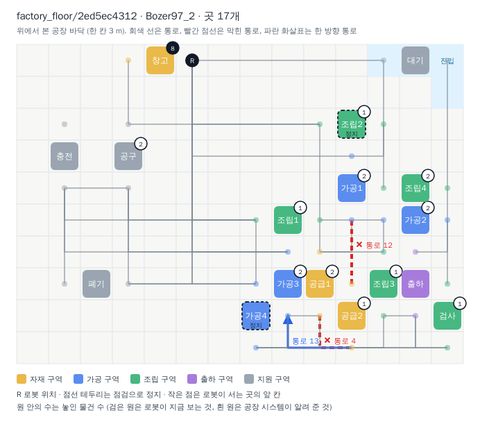 factory_floor/2ed5ec4312 · Bozer97_2 · 곳 17개
위에서 본 공장 바닥 (한 칸 3 m). 회색 선은 통로, 빨간 점선은 막힌 통로, 파란 화살표는 한 방향 통로
창고 8
R
대기
조립2 1
정지
충전
공구 2
가공1 2
조립4 2
조립1 1
가공2 2
✕ 통로 12
폐기
가공3 2
공급1 2
조립3 1
출하
가공4
정지
공급2 1
검사 1
통로 13
✕ 통로 4
자재 구역
가공 구역
조립 구역
출하 구역
지원 구역
R 로봇 위치 · 점선 테두리는 점검으로 정지 · 작은 점은 로봇이 서는 곳의 앞 칸
원 안의 수는 놓인 물건 수 (검은 원은 로봇이 지금 보는 것, 흰 원은 공장 시스템이 알려 준 것)